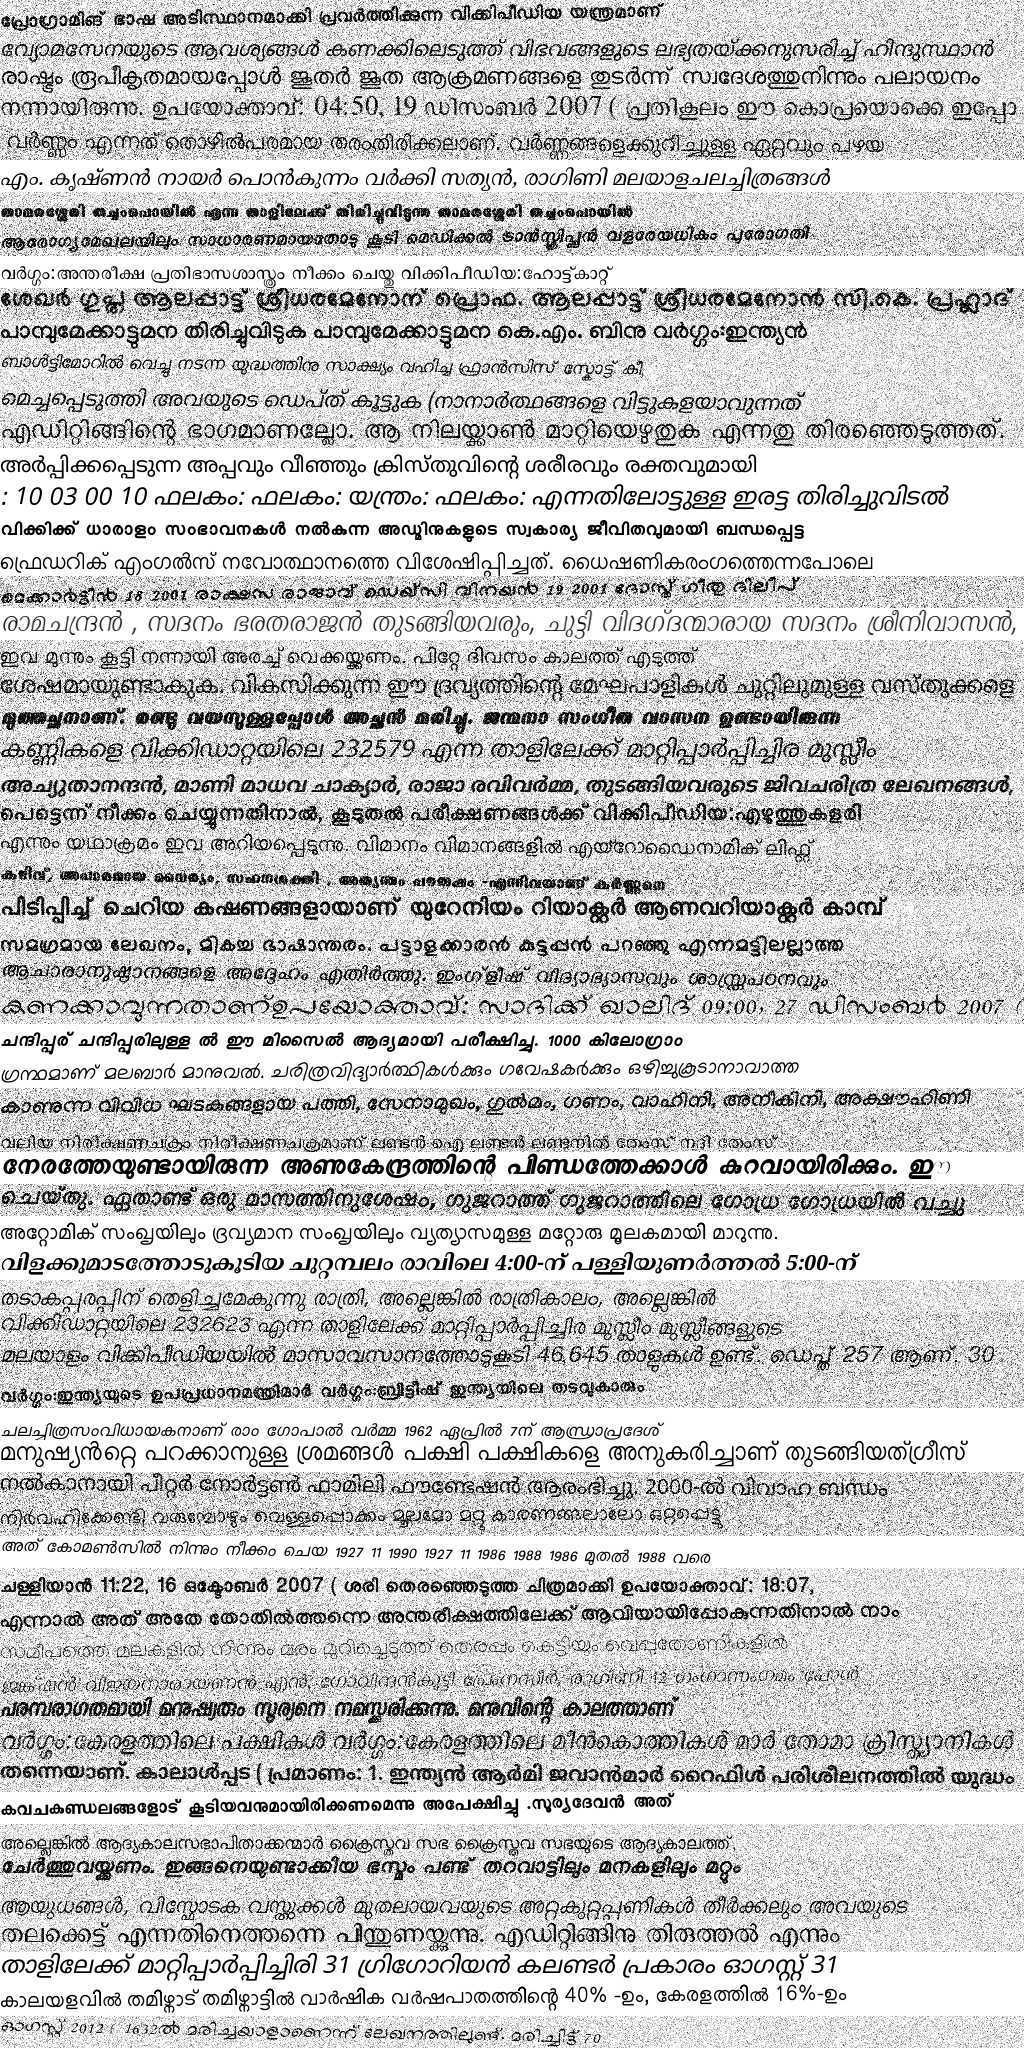 പ്രോഗ്രാമിങ് ഭാഷ അടിസ്ഥാനമാക്കി പ്രവർത്തിക്കുന്ന വിക്കിപീഡിയ യന്ത്രമാണ്
വ്യോമസേനയുടെ ആവശ്യങ്ങൾ കണക്കിലെടുത്ത് വിഭവങ്ങളുടെ ലഭ്യതയ്ക്കനുസരിച്ച് ഹിന്ദുസ്ഥാൻ
രാഷ്ട്രം രൂപീകൃതമായപ്പോൾ ജൂതർ ജൂത ആക്രമണങ്ങളെ തുടർന്ന് സ്വദേശത്തുനിന്നും പലായനം
നന്നായിരുന്നു. ഉപയോക്താവ്: 04:50, 19 ഡിസംബർ 2007 ( പ്രതികൂലം ഈ കൊപ്രയൊക്കെ ഇപ്പോ
വർണ്ണം എന്നത് തൊഴിൽപരമായ തരംതിരിക്കലാണ്. വർണ്ണങ്ങളെക്കുറിച്ചുള്ള ഏറ്റവും പഴയ
എം. കൃഷ്ണൻ നായർ പൊൻകുന്നം വർക്കി സത്യൻ, രാഗിണി മലയാളചലച്ചിത്രങ്ങൾ
താമരശ്ശേരി തച്ചംപൊയിൽ എന്ന താളിലേക്ക് തിരിച്ചുവിടുന്നു താമരശ്ശേരി തച്ചംപൊയിൽ
ആരോഗ്യമേഖലയിലും സാധാരണമായതോടു കൂടി മെഡിക്കൽ ട്രാൻസ്ക്രിപ്ഷൻ വളരേയധികം പുരോഗതി
വർഗ്ഗം:അന്തരീക്ഷ പ്രതിഭാസശാസ്ത്രം നീക്കം ചെയ്തു വിക്കിപീഡിയ:ഹോട്ട്കാറ്റ്
ശേഖർ ഗുപ്ത ആലപ്പാട്ട് ശ്രീധരമേനോന് പ്രൊഫ. ആലപ്പാട്ട് ശ്രീധരമേനോൻ സി.കെ. പ്രഹ്ലാദ്
പാമ്പുമേക്കാട്ടുമന തിരിച്ചുവിടുക പാമ്പുമേക്കാട്ടുമന കെ.എം. ബിനു വർഗ്ഗം:ഇന്ത്യൻ
ബാൾട്ടിമോറിൽ വെച്ചു നടന്ന യുദ്ധത്തിനു സാക്ഷ്യം വഹിച്ച ഫ്രാൻസിസ് സ്കോട്ട് കീ,
മെച്ചപ്പെടുത്തി അവയുടെ ഡെപ്ത് കൂട്ടുക (നാനാർത്ഥങ്ങളെ വിട്ടുകളയാവുന്നത്
എഡിറ്റിങ്ങിന്റെ ഭാഗമാണല്ലോ. ആ നിലയ്ക്കാൺ മാറ്റിയെഴുതുക എന്നതു തിരഞ്ഞെടുത്തത്.
അർപ്പിക്കപ്പെടുന്ന അപ്പവും വീഞ്ഞും ക്രിസ്തുവിന്റെ ശരീരവും രക്തവുമായി
: 10 03 00 10 ഫലകം: ഫലകം: യന്ത്രം: ഫലകം: എന്നതിലോട്ടുള്ള ഇരട്ട തിരിച്ചുവിടൽ
വിക്കിക്ക് ധാരാളം സംഭാവനകൾ നൽകുന്ന അഡ്മിനുകളുടെ സ്വകാര്യ ജീവിതവുമായി ബന്ധപ്പെട്ട
ഫ്രെഡറിക് എംഗൽസ് നവോത്ഥാനത്തെ വിശേഷിപ്പിച്ചത്. ധൈഷണികരംഗത്തെന്നപോലെ
മെക്കാർട്ടിൻ 18 2001 രാക്ഷസ രാജാവ് ഡെഖ്സി വിനയൻ 19 2001 ദോസ്ത് ഗീതു ദിലീപ്
രാമചന്ദ്രൻ , സദനം ഭരതരാജൻ തുടങ്ങിയവരും, ചുട്ടി വിദഗ്ദന്മാരായ സദനം ശ്രീനിവാസൻ,
ഇവ മൂന്നും കൂട്ടി നന്നായി അരച്ച് വെക്കയ്ക്കണം. പിറ്റേ ദിവസം കാലത്ത് എടുത്ത്
ശേഷമായുണ്ടാകുക. വികസിക്കുന്ന ഈ ദ്രവ്യത്തിന്റെ മേഘപാളികൾ ചുറ്റിലുമുള്ള വസ്തുക്കളെ
മൂത്തച്ഛനാണ്. രണ്ടു വയസുള്ളപ്പോൾ അച്ഛൻ മരിച്ചു. ജന്മനാ സംഗീത വാസന ഉണ്ടായിരുന്ന
കണ്ണികളെ വിക്കിഡാറ്റയിലെ 232579 എന്ന താളിലേക്ക് മാറ്റിപ്പാർപ്പിച്ചിര മുസ്ലീം
അച്യുതാനന്ദൻ, മാണി മാധവ ചാക്യാർ, രാജാ രവിവർമ്മ, തുടങ്ങിയവരുടെ ജിവചരിത്ര ലേഖനങ്ങൾ,
പെട്ടെന്ന് നീക്കം ചെയ്യുന്നതിനാൽ, കൂടുതൽ പരീക്ഷണങ്ങൾക്ക് വിക്കിപീഡിയ:എഴുത്തുകളരി
എന്നും യഥാക്രമം ഇവ അറിയപ്പെടുന്നു. വിമാനം വിമാനങ്ങളിൽ എയ്റോഡൈനാമിക് ലിഫ്റ്റ്
കഴിവ്, അപാരമായ ധൈര്യം, സഹനശക്തി , അത്യന്തം പൗരുഷം -എന്നിവയാണ് കർണ്ണനെ
പിടിപ്പിച്ച് ചെറിയ കഷണങ്ങളായാണ് യുറേനിയം റിയാക്റ്റർ ആണവറിയാക്റ്റർ കാമ്പ്
സമഗ്രമായ ലേഖനം, മികച്ച ഭാഷാന്തരം. പട്ടാളക്കാരൻ കുട്ടപ്പൻ പറഞ്ഞു എന്നമട്ടിലല്ലാത്ത
ആചാരാനുഷ്ഠാനങ്ങളെ അദ്ദേഹം എതിർത്തു. ഇംഗ്ളീഷ് വിദ്യാഭ്യാസവും ശാസ്ത്രപഠനവും
കണക്കാവുന്നതാണ്ഉപയോക്താവ്: സാദിക്ക് ഖാലിദ് 09:00, 27 ഡിസംബർ 2007 (
ചന്ദിപ്പുര് ചന്ദിപ്പുരിലുള്ള ൽ ഈ മിസൈൽ ആദ്യമായി പരീക്ഷിച്ചു. 1000 കിലോഗ്രാം
ഗ്രന്ഥമാണ് മലബാർ മാനുവൽ. ചരിത്രവിദ്യാർത്ഥികൾക്കും ഗവേഷകർക്കും ഒഴിച്ചുകൂടാനാവാത്ത
കാണുന്ന വിവിധ ഘടകങ്ങളായ പത്തി, സേനാമുഖം, ഗുൽമം, ഗണം, വാഹിനി, അനീകിനി, അക്ഷൗഹിണി
വലിയ നിരീക്ഷണചക്രം നിരീക്ഷണചക്രമാണ് ലണ്ടൻ ഐ ലണ്ടൻ ലണ്ടനിൽ തേംസ് നദി തേംസ്
നേരത്തേയുണ്ടായിരുന്ന അണുകേന്ദ്രത്തിന്റെ പിണ്ഡത്തേക്കാൾ കുറവായിരിക്കും. ഇ
ചെയ്തു. ഏതാണ്ട് ഒരു മാസത്തിനുശേഷം, ഗുജറാത്ത് ഗുജറാത്തിലെ ഗോധ്ര ഗോധ്രയിൽ വച്ചു
അറ്റോമിക് സംഖ്യയിലും ദ്രവ്യമാന സംഖ്യയിലും വ്യത്യാസമുള്ള മറ്റോരു മൂലകമായി മാറുന്നു.
വിളക്കുമാടത്തോടുകൂടിയ ചുറ്റമ്പലം രാവിലെ 4:00-ന് പള്ളിയുണർത്തൽ 5:00-ന്
തടാകപ്പുരപ്പിന് തെളിച്ചമേകുന്നു രാത്രി, അല്ലെങ്കിൽ രാത്രികാലം, അല്ലെങ്കിൽ
വിക്കിഡാറ്റയിലെ 232623 എന്ന താളിലേക്ക് മാറ്റിപ്പാർപ്പിച്ചിര മുസ്ലീം മുസ്ലീങ്ങളുടെ
മലയാളം വിക്കിപീഡിയയിൽ മാസാവസാനത്തോടുകൂടി 46,645 താളുകൾ ഉണ്ട്. ഡെപ്ത് 257 ആണ്. 30
വർഗ്ഗം:ഇന്ത്യയുടെ ഉപപ്രധാനമന്ത്രിമാർ വർഗ്ഗം:ബ്രിട്ടീഷ് ഇന്ത്യയിലെ തടവുകാരും
ചലച്ചിത്രസംവിധായകനാണ് രാം ഗോപാൽ വർമ്മ 1962 ഏപ്രിൽ 7ന് ആന്ധ്രാപ്രദേശ്
മനുഷ്യൻറ്റെ പറക്കാനുള്ള ശ്രമങ്ങൾ പക്ഷി പക്ഷികളെ അനുകരിച്ചാണ് തുടങ്ങിയത്ഗ്രീസ്
നൽകാനായി പീറ്റർ നോർട്ടൺ ഫാമിലി ഫൗണ്ടേഷൻ ആരംഭിച്ചു. 2000-ൽ വിവാഹ ബന്ധം
നിർവഹിക്കേണ്ടി വരുമ്പോഴും വെള്ളപ്പൊക്കം മൂലമോ മറ്റു കാരണങ്ങലാലോ ഒറ്റപ്പെട്ടു
അത് കോമൺസിൽ നിന്നും നീക്കം ചെയ 1927 11 1990 1927 11 1986 1988 1986 മുതൽ 1988 വരെ
ചള്ളിയാൻ 11:22, 16 ഒക്ടോബർ 2007 ( ശരി തെരഞ്ഞെടുത്ത ചിത്രമാക്കി ഉപയോക്താവ്: 18:07,
എന്നാൽ അത് അതേ തോതിൽത്തന്നെ അന്തരീക്ഷത്തിലേക്ക് ആവിയായിപ്പോകുന്നതിനാൽ നാം
സമീപത്തെ മലകളിൽ നിന്നും മരം മുറിച്ചെടുത്ത് തെരപ്പം കെട്ടിയും വെപ്പുതോണികളിൽ
പരമ്പരാഗതമായി മനുഷ്യരും സൂര്യനെ നമസ്ക്കരിക്കുന്നു. മനുവിന്റെ കാലത്താണ്
വർഗ്ഗം:കേരളത്തിലെ പക്ഷികൾ വർഗ്ഗം:കേരളത്തിലെ മീൻകൊത്തികൾ മാർ തോമാ ക്രിസ്ത്യാനികൾ
തന്നെയാണ്. കാലാൾപ്പട ( പ്രമാണം: 1. ഇന്ത്യൻ ആർമി ജവാൻമാർ റൈഫിൾ പരിശീലനത്തിൽ യുദ്ധം
കവചകുണ്ഡലങ്ങളോട് കൂടിയവനുമായിരിക്കണമെന്നു അപേക്ഷിച്ചു .സൂര്യദേവൻ അത്
അല്ലെങ്കിൽ ആദ്യകാലസഭാപിതാക്കന്മാർ ക്രൈസ്തവ സഭ ക്രൈസ്തവ സഭയുടെ ആദ്യകാലത്ത്.
ചേർത്തുവയ്ക്കണം. ഇങ്ങനെയുണ്ടാക്കിയ ഭസ്മം പണ്ട് തറവാട്ടിലും മനകളിലും മറ്റും
ആയുധങ്ങൾ, വിസ്ഫോടക വസ്തുക്കൾ മുതലായവയുടെ അറ്റകുറ്റപ്പണികൾ തീർക്കലും അവയുടെ
തലക്കെട്ട് എന്നതിനെത്തന്നെ പിന്തുണയ്ക്കുന്നു. എഡിറ്റിങ്ങിനു തിരുത്തൽ എന്നും
താളിലേക്ക് മാറ്റിപ്പാർപ്പിച്ചിരി 31 ഗ്രിഗോറിയൻ കലണ്ടർ പ്രകാരം ഓഗസ്റ്റ് 31
കാലയളവിൽ തമിഴ്നാട് തമിഴ്നാട്ടിൽ വാർഷിക വർഷപാതത്തിന്റെ 40% -ഉം, കേരളത്തിൽ 16%-ഉം
ഓഗസ്റ്റ് 2012 ( 1632ൽ മരിച്ചയാളാണെന്ന് ലേഖനത്തിലുണ്ട്. മരിച്ചിട്ട് 70